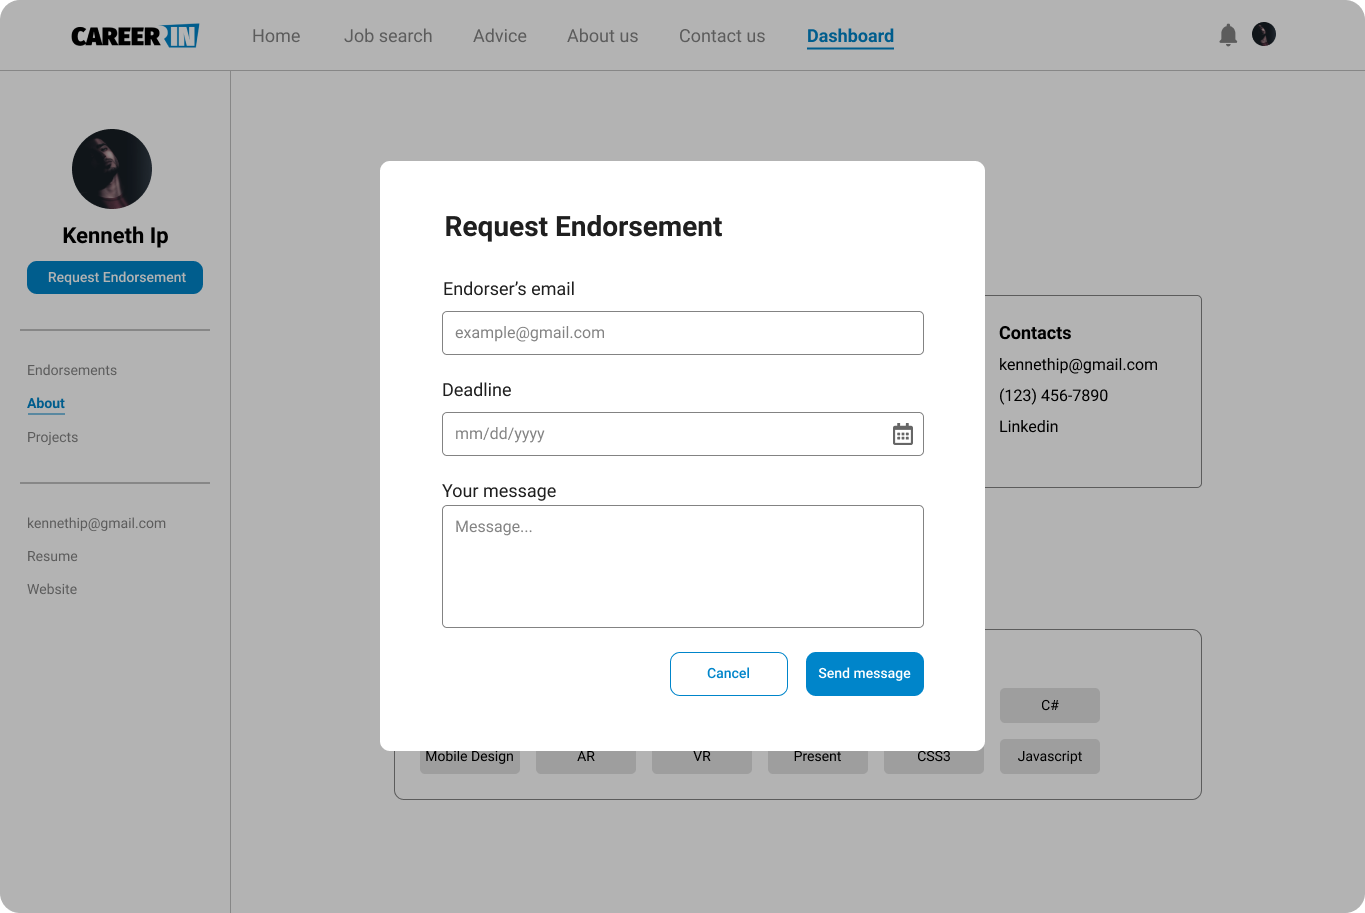 CAREERIN Home Job search Advice About us Contact us Dashboard
Kenneth Ip
Request Endorsement
Endorsements
About
Projects
kennethip@gmail.com
Resume
Website
Request Endorsement
Endorser’s email
example@gmail.com
Deadline
mm/dd/yyyy
Your message
Message...
Cancel Send message
Contacts
kennethip@gmail.com
(123) 456-7890
Linkedin
C#
Mobile Design AR VR Present CSS3 Javascript